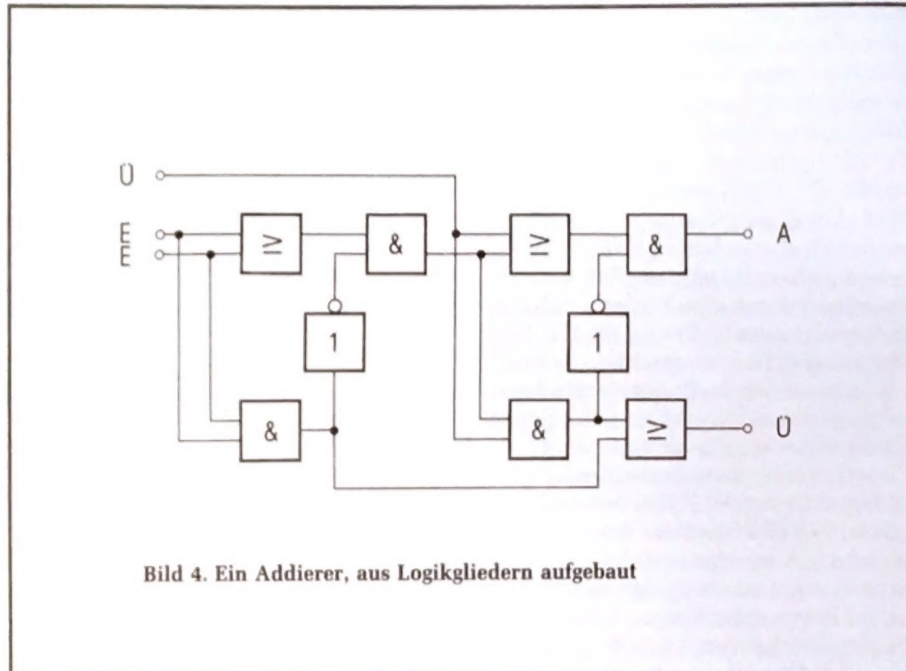 Ü
E
E
≥
&
≥
&
A
1
1
&
&
≥
Ü
Bild 4. Ein Addierer, aus Logikgliedern aufgebaut